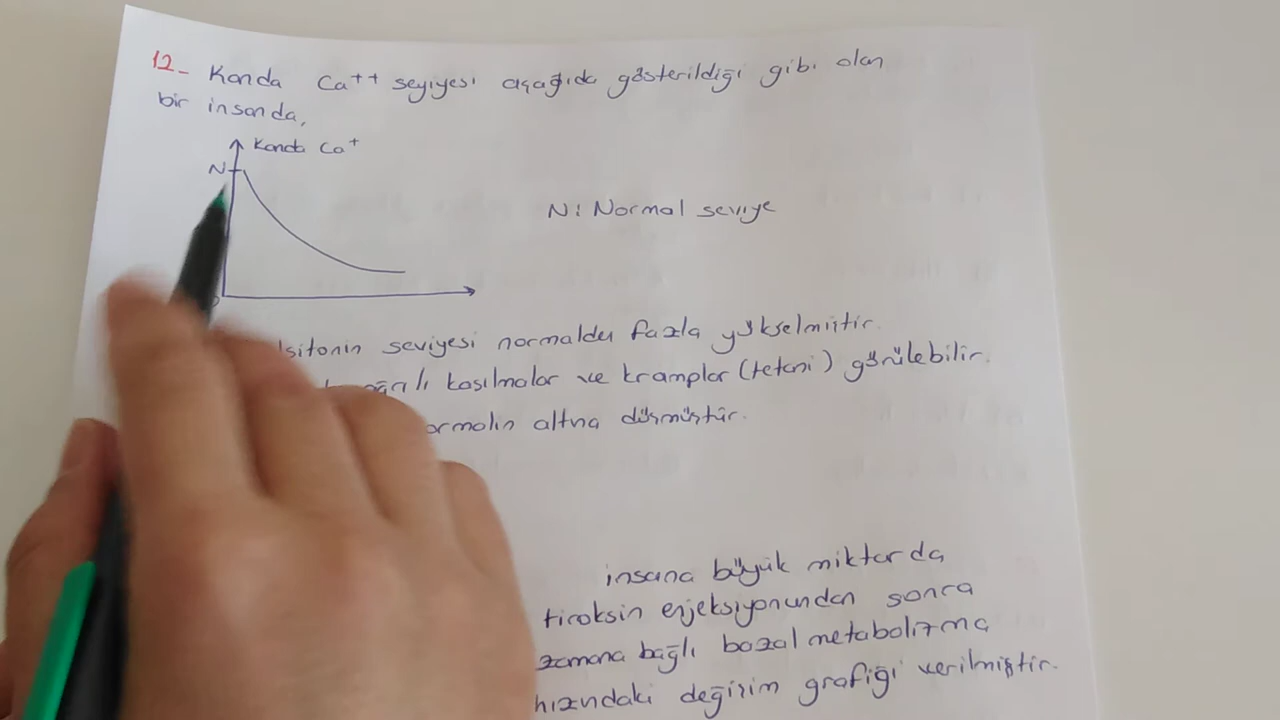 12- Kanda Ca++ seviyesi aşağıda gösterildiği gibi olan
bir insanda,
Kanda Ca+
N
N: Normal seviye
seviyesi normalden fazla yükselmiştir.
kasılmalar ve kramplar (tetani) görülebilir.
altına düşmüştür.
insana büyük miktarda
tiroksin enjeksiyonundan sonra
zamana bağlı bazal metabolizma
hızındaki değişim grafiği verilmiştir.